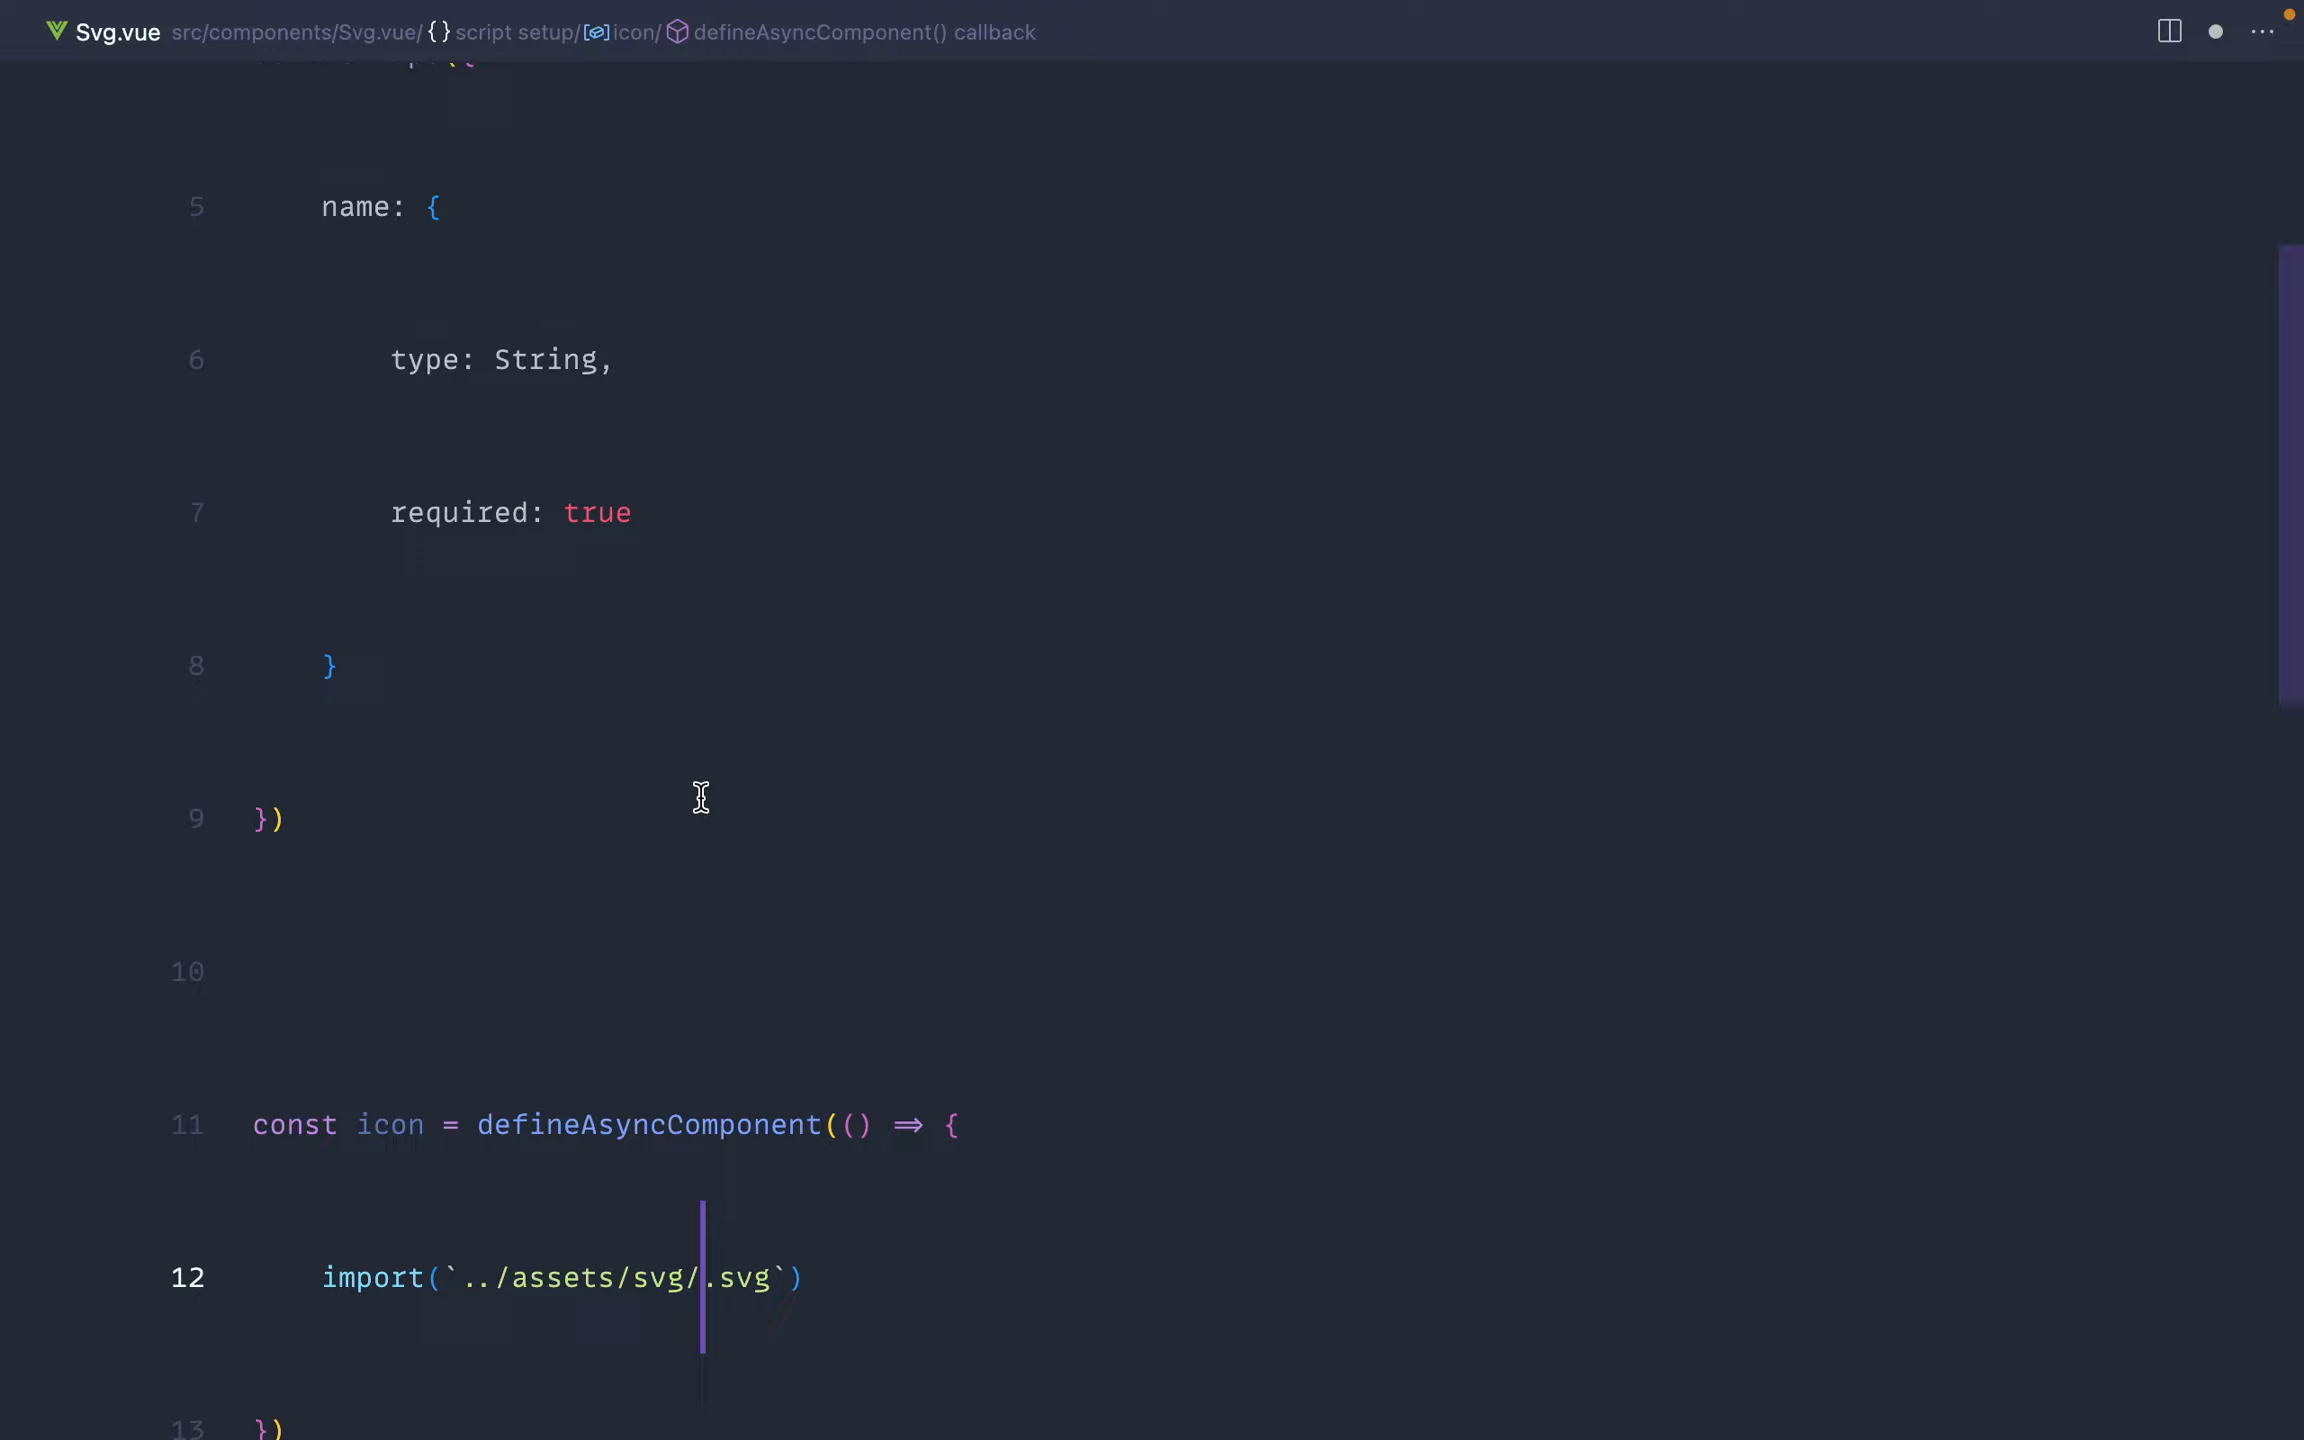 Svg.vue src/components/Svg.vue/{} script setup/icon/ defineAsyncComponent() callback
({
5 name: {
6 type: String,
7 required: true
8 }
9 })
10
11 const icon = defineAsyncComponent(() => {
12 import(`../assets/svg/.svg`)
13 })